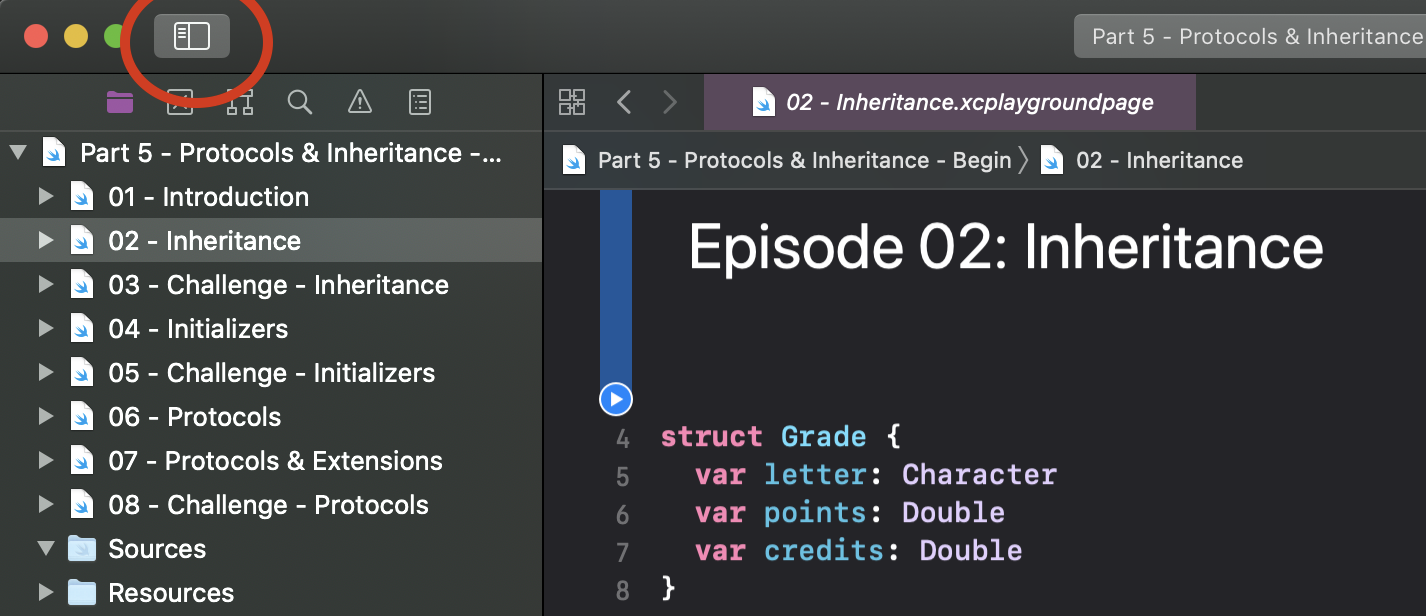 Part 5 - Protocols & Inheritance
02 - Inheritance.xcplaygroundpage
Part 5 - Protocols & Inheritance - Begin 〉 02 - Inheritance
Part 5 - Protocols & Inheritance -...
01 - Introduction
02 - Inheritance
03 - Challenge - Inheritance
04 - Initializers
05 - Challenge - Initializers
06 - Protocols
07 - Protocols & Extensions
08 - Challenge - Protocols
Sources
Resources
Episode 02: Inheritance
4 struct Grade {
5 var letter: Character
6 var points: Double
7 var credits: Double
8 }